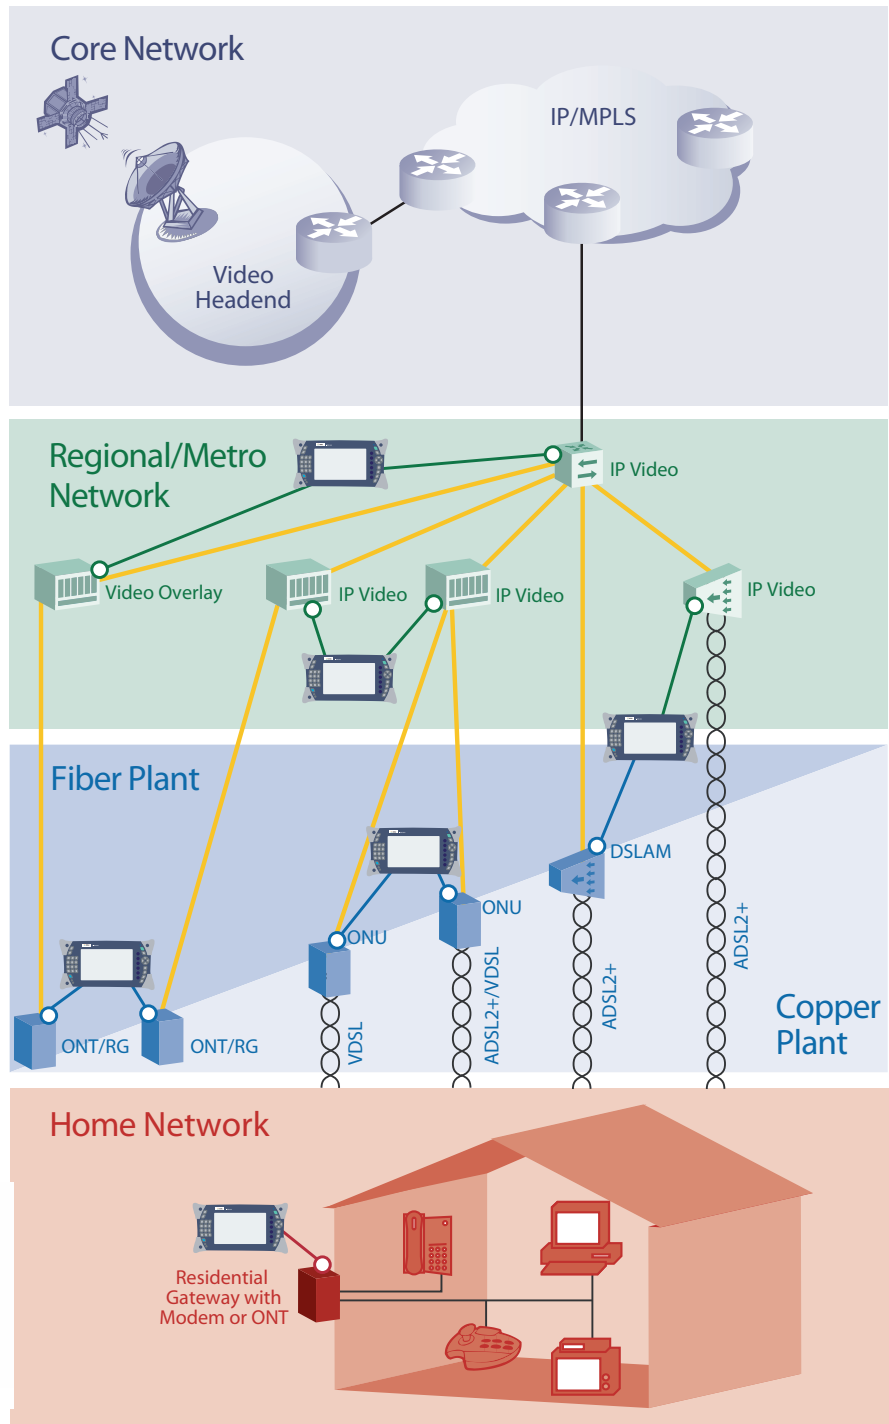 Core Network
IP/MPLS
Video
Headend
Regional/Metro
Network
IP Video
Video Overlay
IP Video
IP Video
IP Video
Fiber Plant
DSLAM
ONU
ONU
ADSL2+
ADSL2+
ADSL2+/VDSL
VDSL
ONT/RG
ONT/RG
Copper
Plant
Home Network
Residential
Gateway with
Modem or ONT